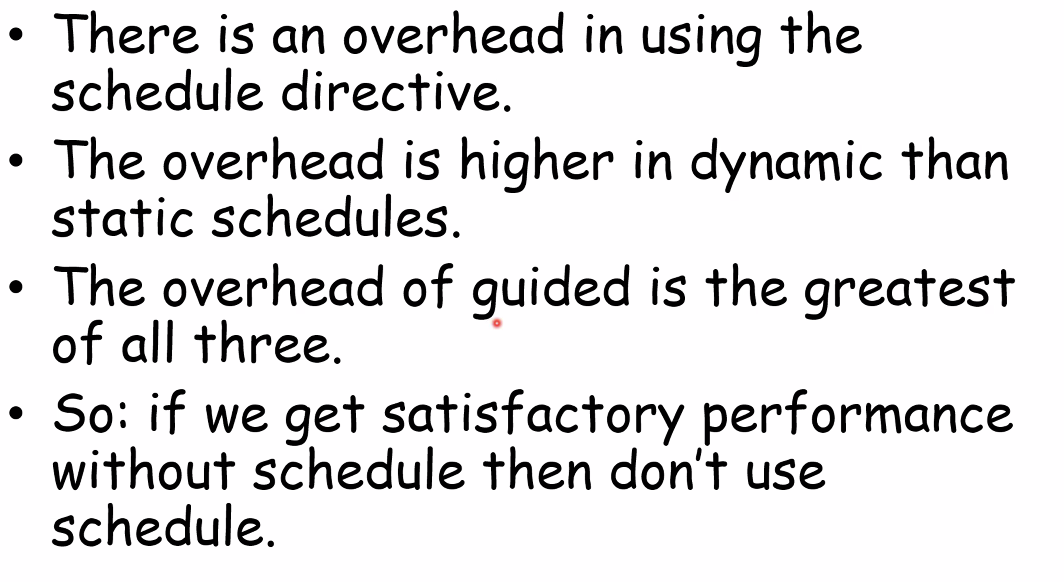 • There is an overhead in using the
schedule directive.
• The overhead is higher in dynamic than
static schedules.
• The overhead of guided is the greatest
of all three.
• So: if we get satisfactory performance
without schedule then don't use
schedule.